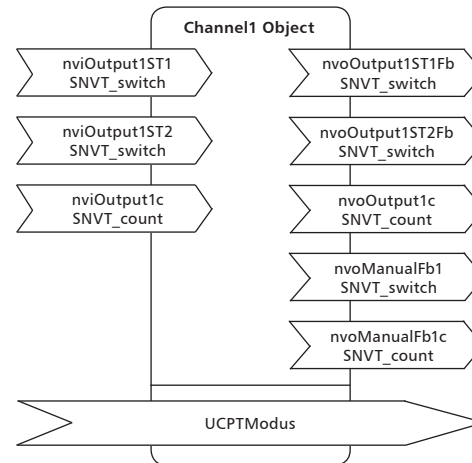 Channel1 Object
nviOutput1ST1
SNVT_switch
nviOutput1ST2
SNVT_switch
nviOutput1c
SNVT_count
nvoOutput1ST1Fb
SNVT_switch
nvoOutput1ST2Fb
SNVT_switch
nvoOutput1c
SNVT_count
nvoManualFb1
SNVT_switch
nvoManualFb1c
SNVT_count
UCPTModus